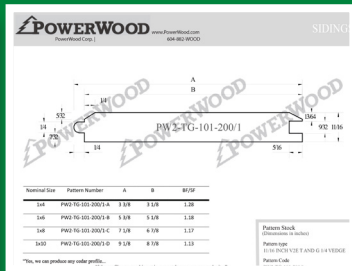 POWERWOOD www.PowerWood.com
PowerWood Corp. | 604-882-WOOD
SIDING
A
B
1/4
5/32
1/4
7/32
1/4
PW2-TG-101-200/1
13/64
9/32
11/16
5/16
POWERWOOD
POWERWOOD
POWERWOOD
Nominal Size Pattern Number A B BF/SF
1x4 PW2-TG-101-200/1-A 3 3/8 3 1/8 1.28
1x6 PW2-TG-101-200/1-B 5 3/8 5 1/8 1.18
1x8 PW2-TG-101-200/1-C 7 1/8 6 7/8 1.17
1x10 PW2-TG-101-200/1-D 9 1/8 8 7/8 1.13
"Yes, we can produce any cedar profile...
Pattern Stock
(Dimensions in inches)
Pattern type
11/16 INCH V2E T AND G 1/4 VEDGE
Pattern Code